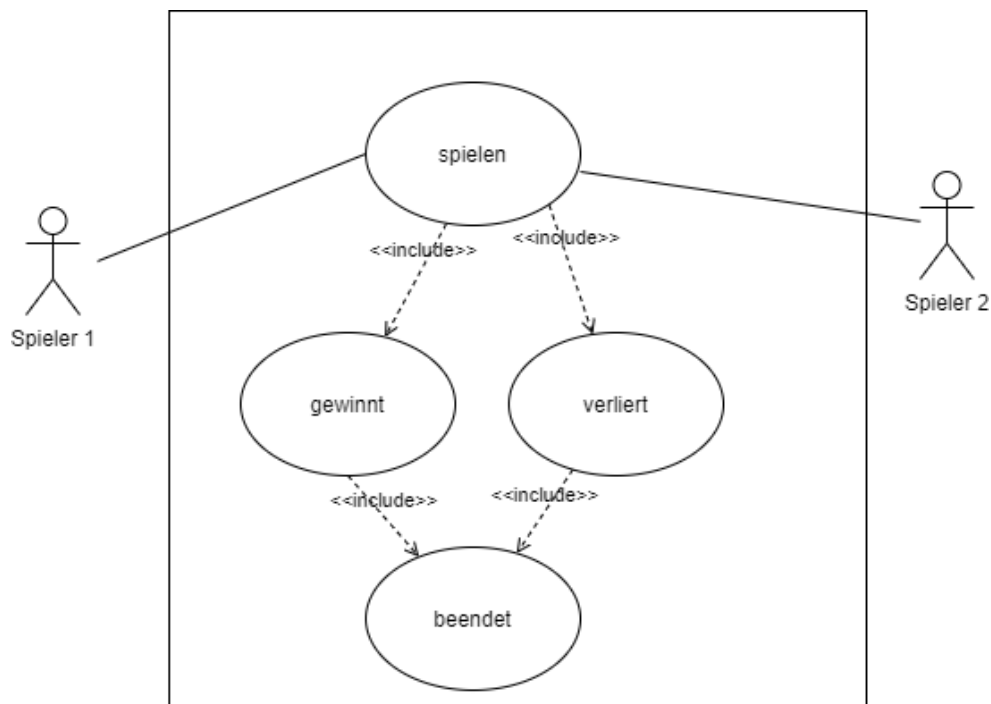 spielen
<<include>>
<<include>>
Spieler 1
Spieler 2
gewinnt
verliert
<<include>>
<<include>>
beendet